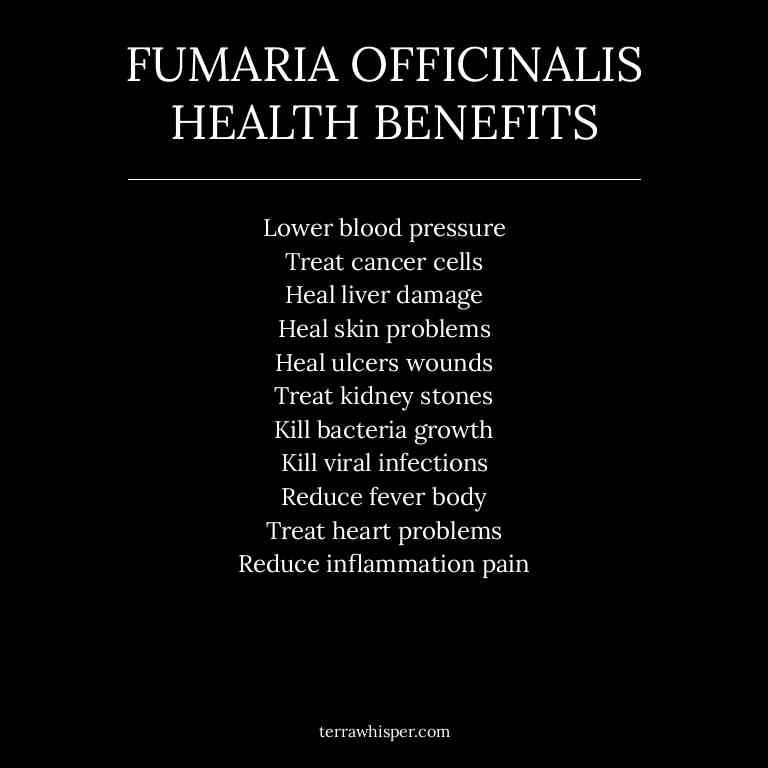 FUMARIA OFFICINALIS
HEALTH BENEFITS
Lower blood pressure
Treat cancer cells
Heal liver damage
Heal skin problems
Heal ulcers wounds
Treat kidney stones
Kill bacteria growth
Kill viral infections
Reduce fever body
Treat heart problems
Reduce inflammation pain
terrawhisper.com